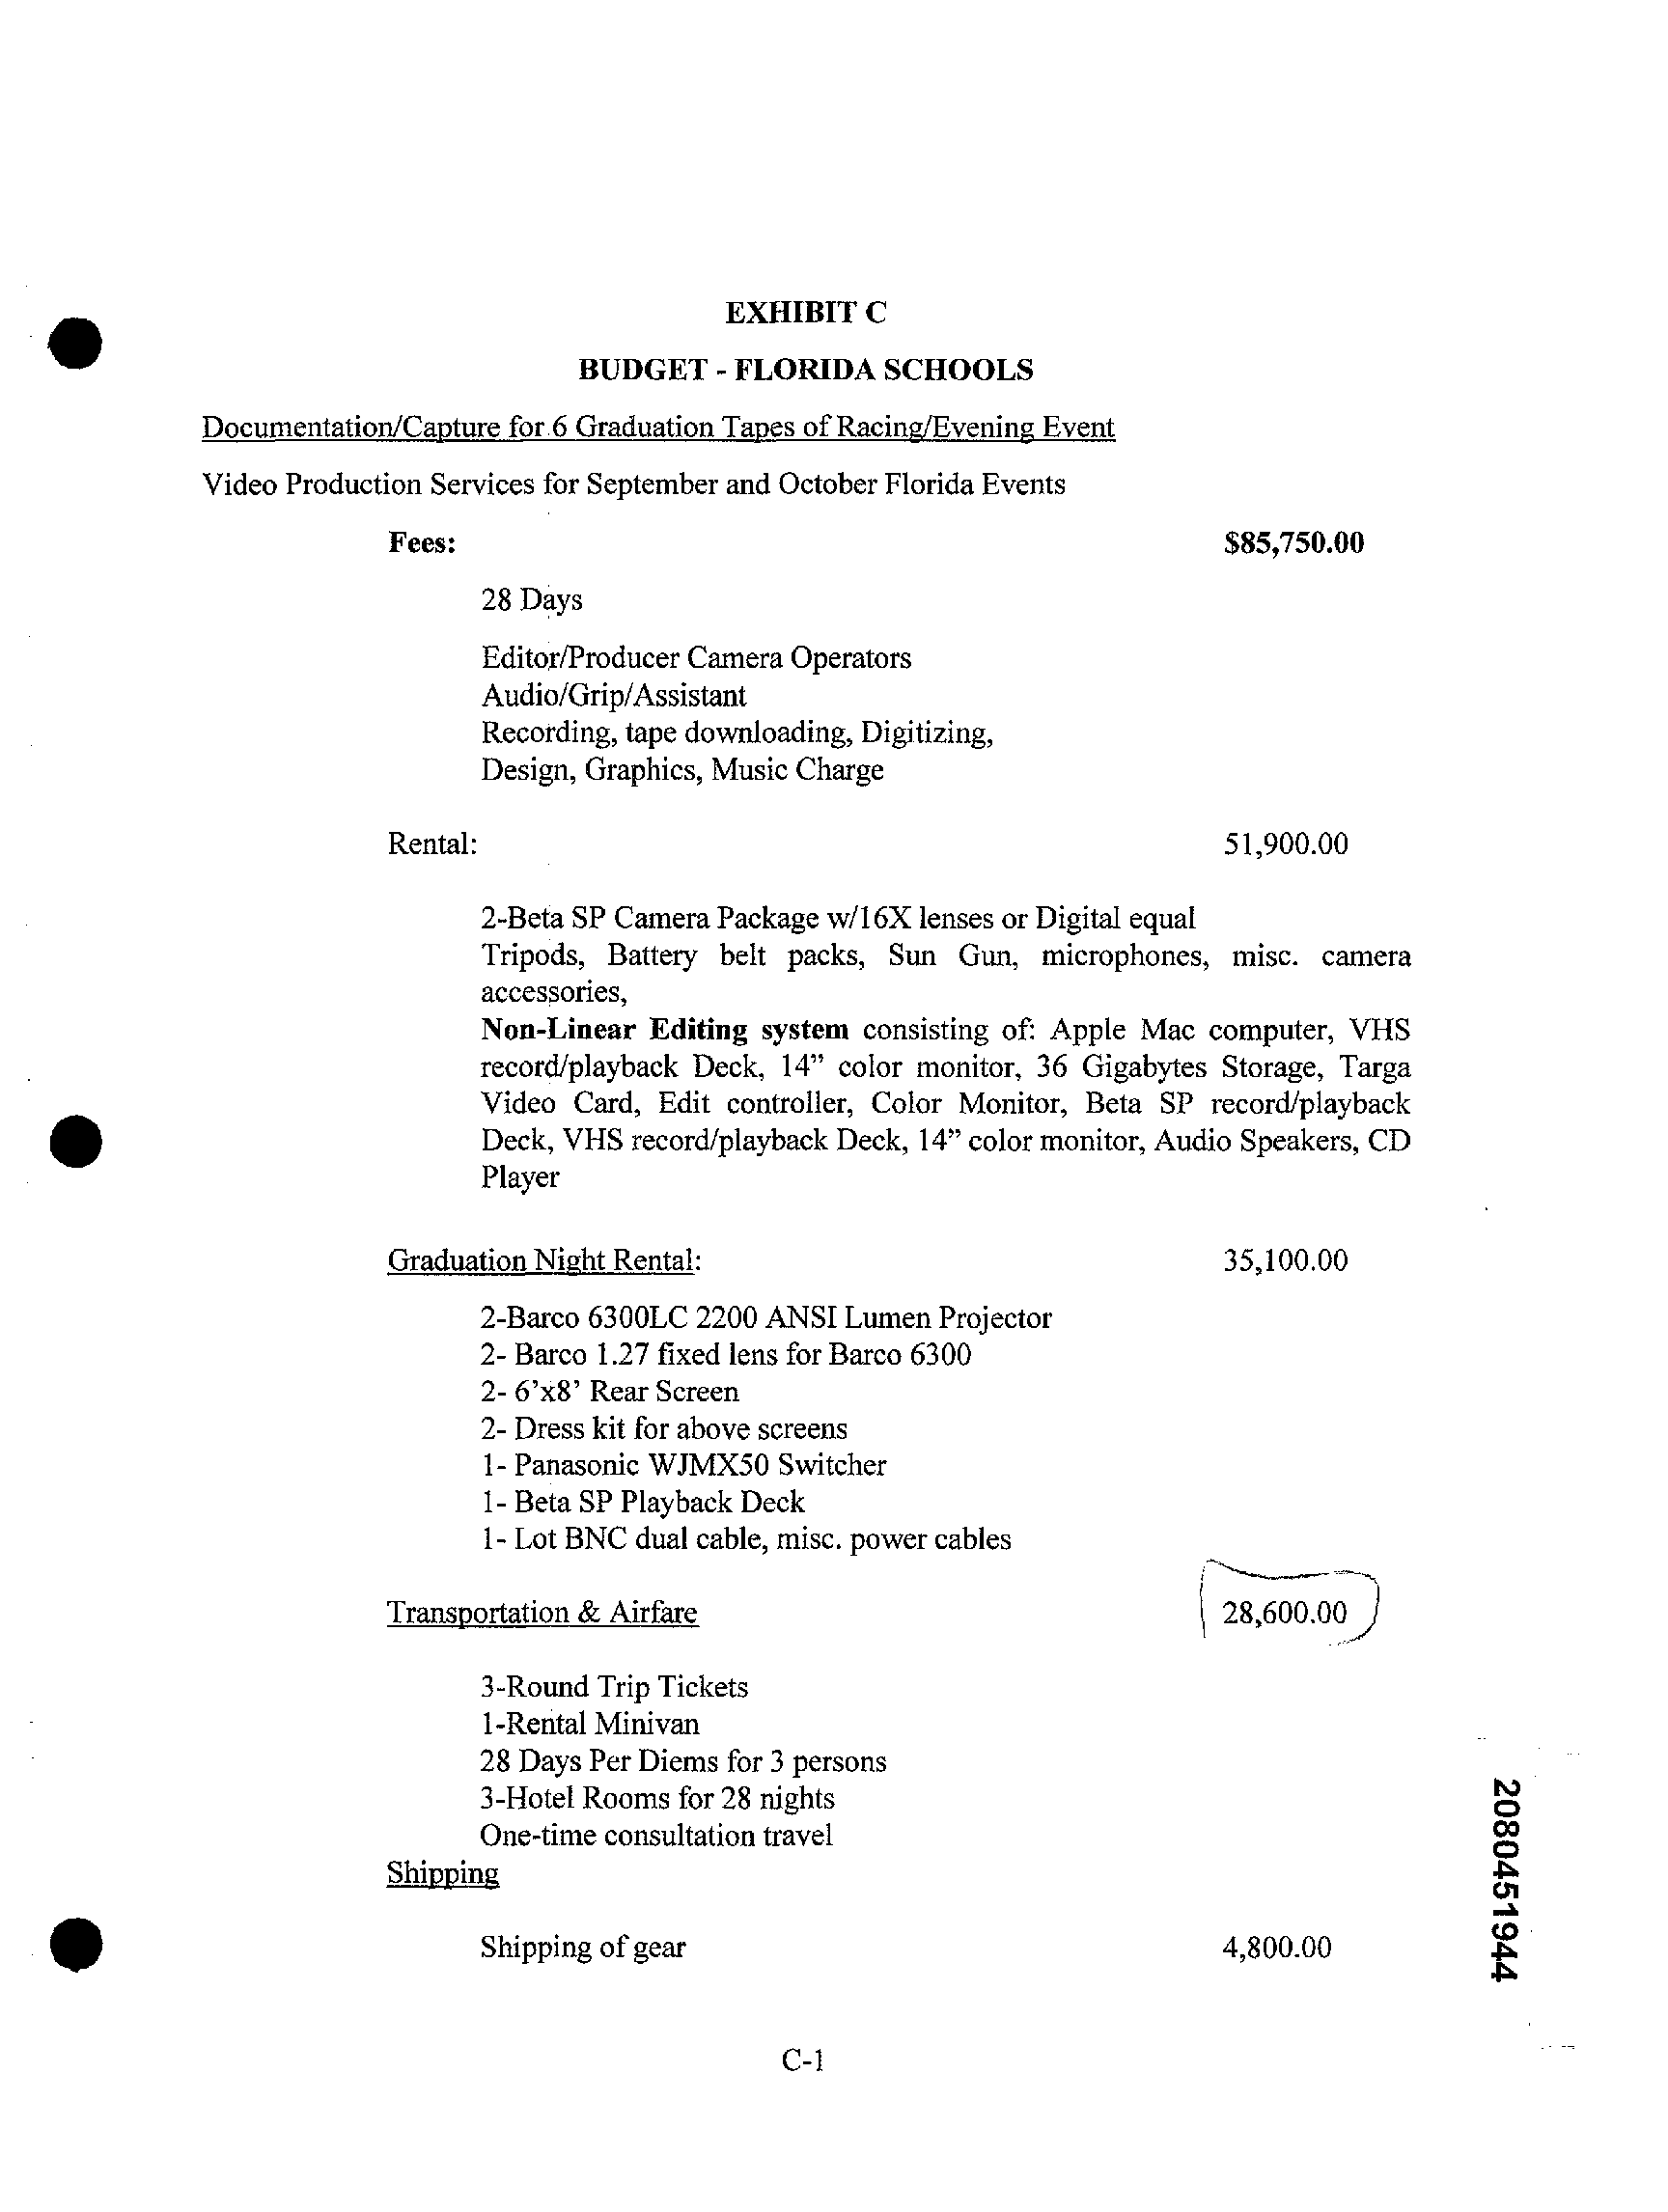 EXHIBIT C
BUDGET - FLORIDA SCHOOLS
Documentation/Capture for 6 Graduation Tapes of Racing/Evening Event
Video Production Services for September and October Florida Events
Fees: $85,750.00
28 Days
Editor/Producer Camera Operators
Audio/Grip/Assistant
Recording, tape downloading, Digitizing,
Design, Graphics, Music Charge
Rental: 51,900.00
2-Beta SP Camera Package w/16X lenses or Digital equal
Tripods, Battery belt packs, Sun Gun, microphones, misc. camera
accessories,
Non-Linear Editing system consisting of: Apple Mac computer, VHS
record/playback Deck, 14” color monitor, 36 Gigabytes Storage, Targa
Video Card, Edit controller, Color Monitor, Beta SP record/playback
Deck, VHS record/playback Deck, 14” color monitor, Audio Speakers, CD
Player
Graduation Night Rental: 35,100.00
2-Barco 6300LC 2200 ANSI Lumen Projector
2- Barco 1.27 fixed lens for Barco 6300
2- 6’x8’ Rear Screen
2- Dress kit for above screens
1- Panasonic WJMX50 Switcher
1- Beta SP Playback Deck
1- Lot BNC dual cable, misc. power cables
Transportation & Airfare 28,600.00
3-Round Trip Tickets
1-Rental Minivan
28 Days Per Diems for 3 persons
3-Hotel Rooms for 28 nights
One-time consultation travel
Shipping
Shipping of gear 4,800.00
C-1
2080451944